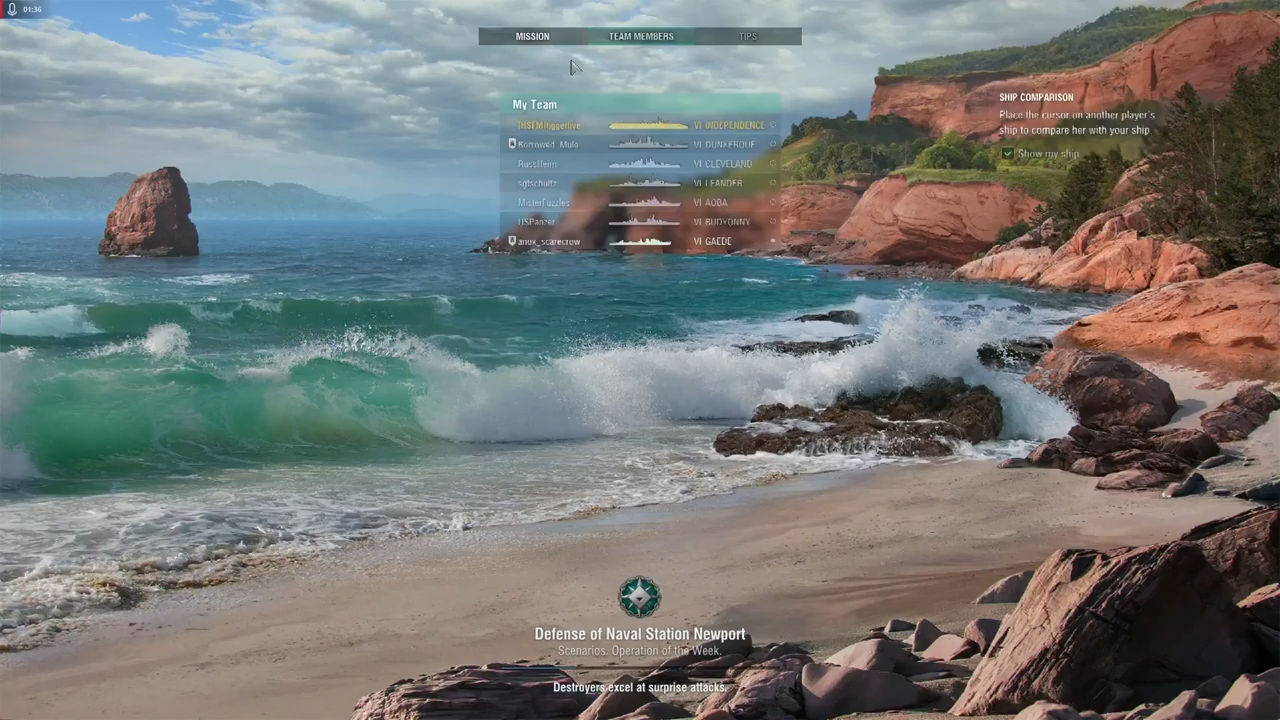 01:36
MISSION TEAM MEMBERS TIPS
My Team
VI INDEPENDENCE
Borrowed_Mule VI DUNKERQUE
RussHeim VI CLEVELAND
sgtschultz VI LEANDER
MisterFuzzles VI AOBA
USPanzer VI BUDYONNY
anox_scarecrow VI GAEDE
SHIP COMPARISON
Place the cursor on another player's
ship to compare her with your ship
Show my ship
Defense of Naval Station Newport
Scenarios. Operation of the Week.
Destroyers excel at surprise attacks.